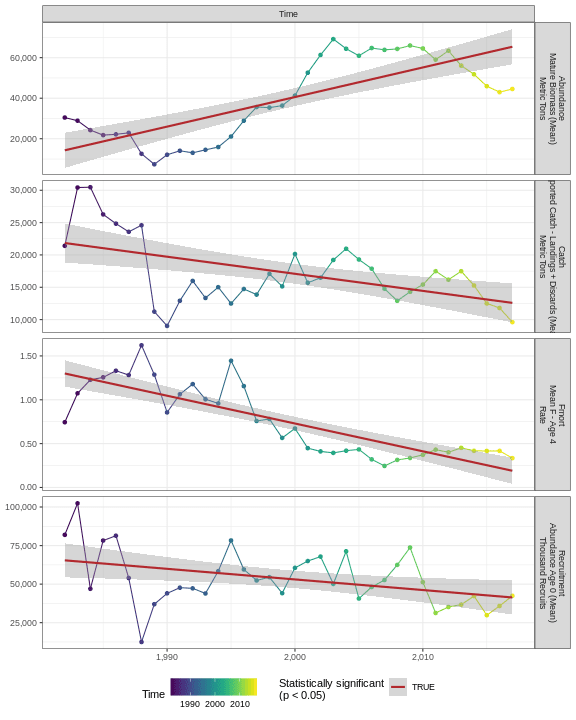 Time
60,000
40,000
20,000
Abundance
Mature Biomass (Mean)
Metric Tons
30,000
25,000
20,000
15,000
10,000
Catch
ported Catch - Landings + Discards (Me
Metric Tons
1.50
1.00
0.50
0.00
Fmort
Mean F - Age 4
Rate
100,000
75,000
50,000
25,000
Recruitment
Abundance Age 0 (Mean)
Thousand Recruits
1,990 2,000 2,010
Time
1990 2000 2010
Statistically significant
(p < 0.05)
TRUE